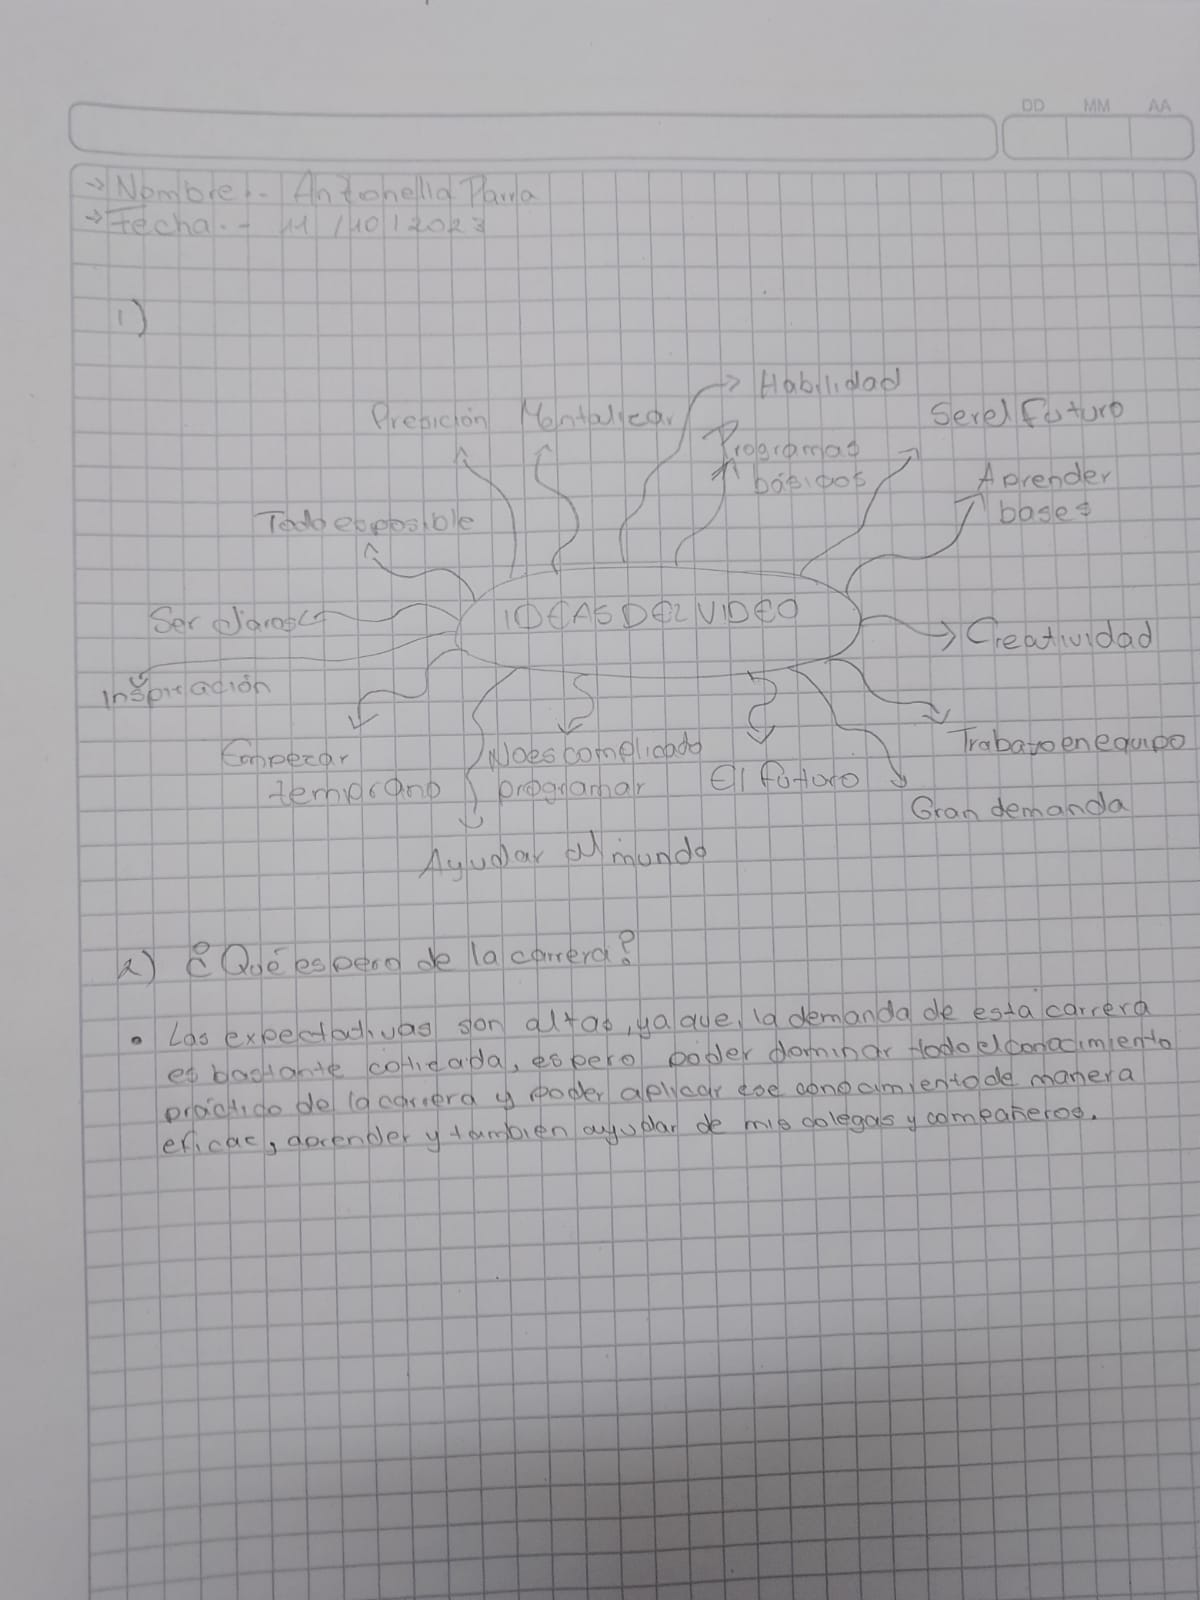 DD MM AA
→ Nombre.- Antonella Parra
→ Fecha.- 11/10/2023
1)
→ Habilidad
Presición Mentalizar
Ser el futuro
Programas
básicos
Aprender
bases
Todo es posible
IDEAS DEL VIDEO
Ser claros
Creatividad
Inspiración
Empezar
temprano
No es complicado
programar
El futuro
Trabajo en equipo
Gran demanda
Ayudar al mundo
2) ¿Qué espero de la carrera?
• Las expectativas son altas, ya que, la demanda de esta carrera
es bastante cotizada, espero poder dominar todo el conocimiento
práctico de la carrera y poder aplicar ese conocimiento de manera
eficaz, aprender y tambien ayudar de mis colegas y compañeros.